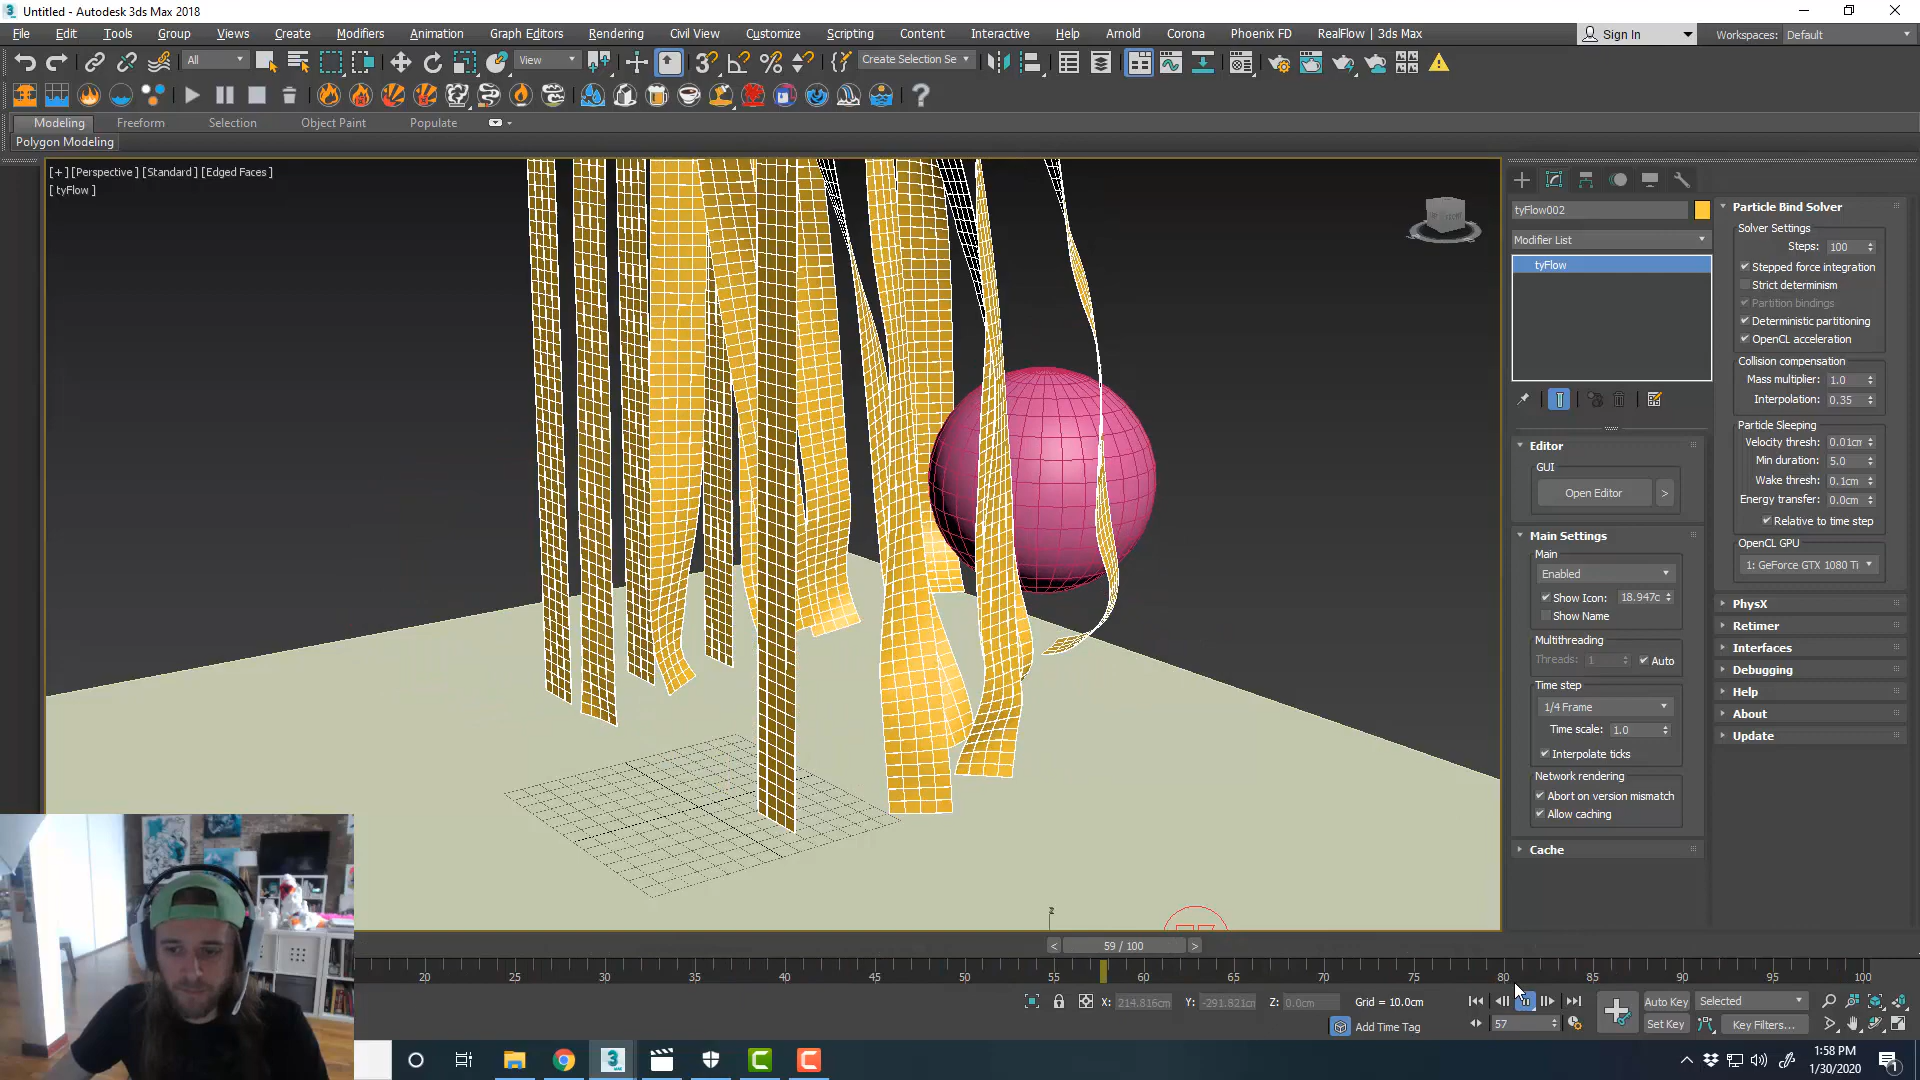 Untitled - Autodesk 3ds Max 2018
File Edit Tools Group Views Create Modifiers Animation Graph Editors Rendering Civil View Customize Scripting Content Interactive Help Arnold Corona Phoenix FD RealFlow | 3ds Max
Sign In
Workspaces: Default
All
View
Create Selection Se
Modeling Freeform Selection Object Paint Populate
Polygon Modeling
[+] [Perspective] [Standard] [Edged Faces]
[ tyFlow ]
tyFlow002
Modifier List
tyFlow
Editor
GUI
Open Editor >
Main Settings
Main
Enabled
Show Icon: 18.947c
Show Name
Multithreading
Threads: 1 Auto
Time step
1/4 Frame
Time scale: 1.0
Interpolate ticks
Network rendering
Abort on version mismatch
Allow caching
Cache
Particle Bind Solver
Solver Settings
Steps: 100
Stepped force integration
Strict determinism
Partition bindings
Deterministic partitioning
OpenCL acceleration
Collision compensation
Mass multiplier: 1.0
Interpolation: 0.35
Particle Sleeping
Velocity thresh: 0.01cm
Min duration: 5.0
Wake thresh: 0.1cm
Energy transfer: 0.0cm
Relative to time step
OpenCL GPU
1: GeForce GTX 1080 Ti
PhysX
Retimer
Interfaces
Debugging
Help
About
Update
z
< 59 / 100 >
20 25 30 35 40 45 50 55 60 65 70 75 80 85 90 95 100
X: 214.816cm Y: -291.821cm Z: 0.0cm Grid = 10.0cm
Add Time Tag
57
Auto Key Selected
Set Key Key Filters...
1:58 PM
1/30/2020
1